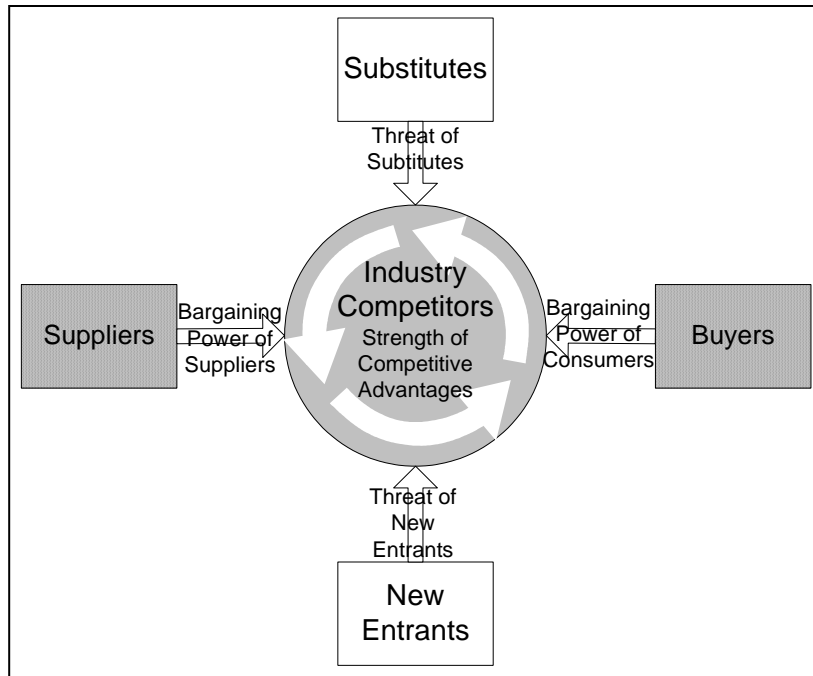 Substitutes
Threat of
Subtitutes
Industry
Competitors
Strength of
Competitive
Advantages
Suppliers
Bargaining
Power of
Suppliers
Bargaining
Power of
Consumers
Buyers
Threat of
New
Entrants
New
Entrants